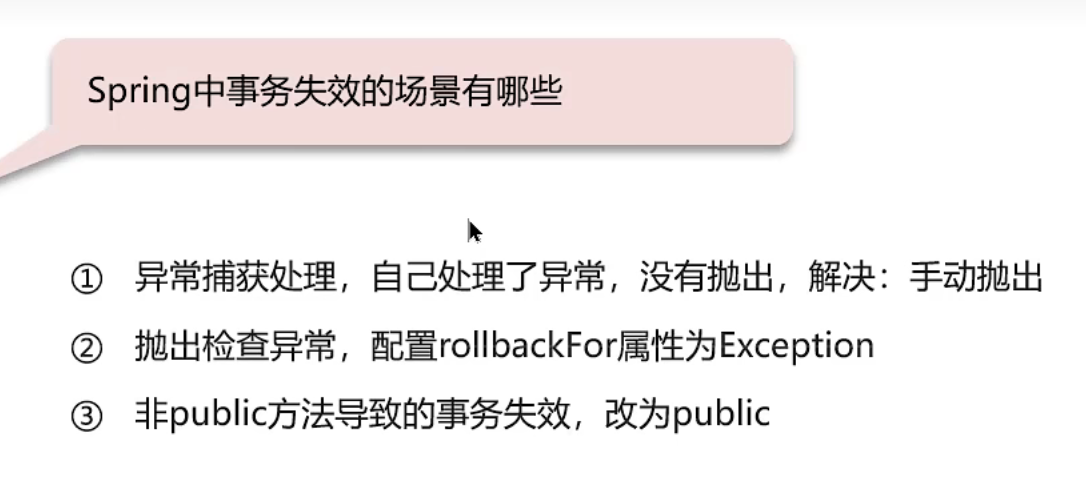 Spring中事务失效的场景有哪些
① 异常捕获处理，自己处理了异常，没有抛出，解决：手动抛出
② 抛出检查异常，配置rollbackFor属性为Exception
③ 非public方法导致的事务失效，改为public